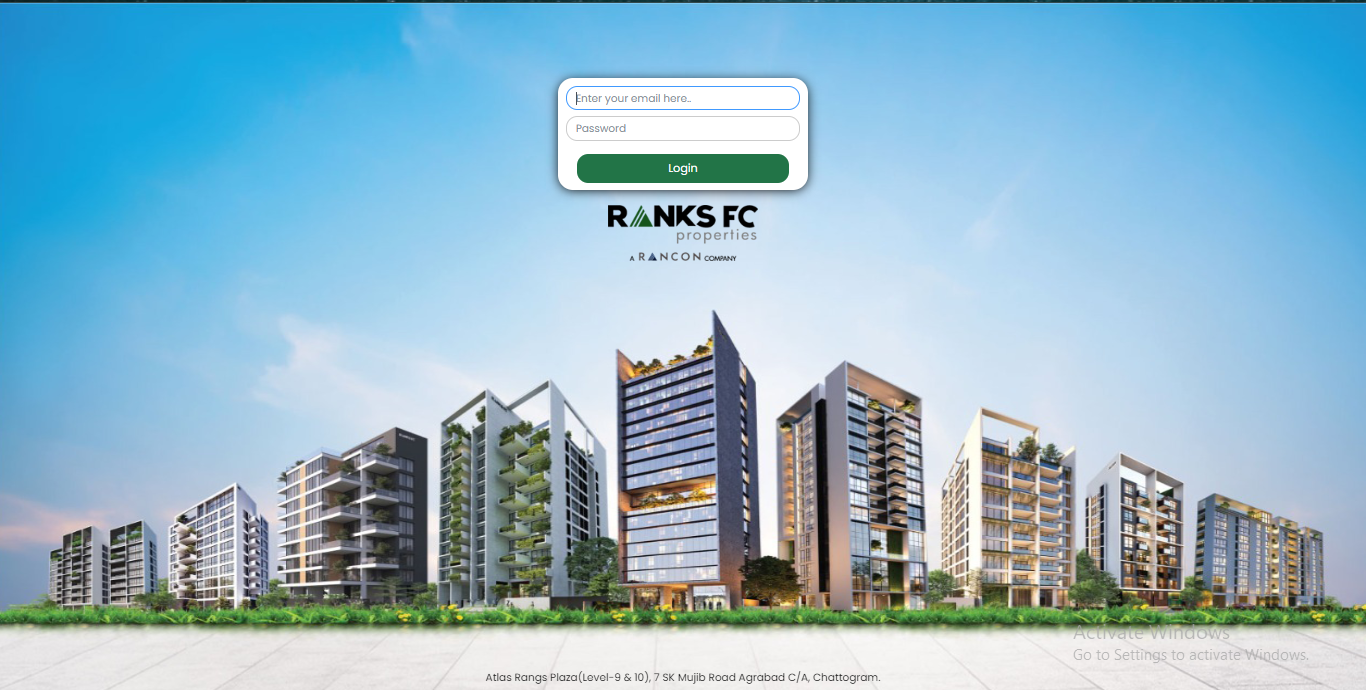 Enter your email here..
Password
Login
RANKS FC
properties
A RANCON COMPANY
Activate Windows
Go to Settings to activate Windows.
Atlas Rangs Plaza(Level-9 & 10), 7 SK Mujib Road Agrabad C/A, Chattogram.